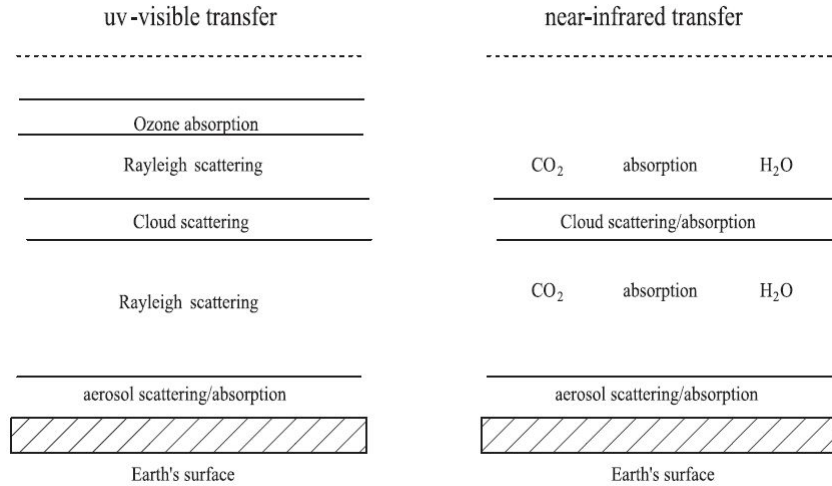 uv-visible transfer
Ozone absorption
Rayleigh scattering
Cloud scattering
Rayleigh scattering
aerosol scattering/absorption
Earth's surface
near-infrared transfer
CO₂ absorption H₂O
Cloud scattering/absorption
CO₂ absorption H₂O
aerosol scattering/absorption
Earth's surface